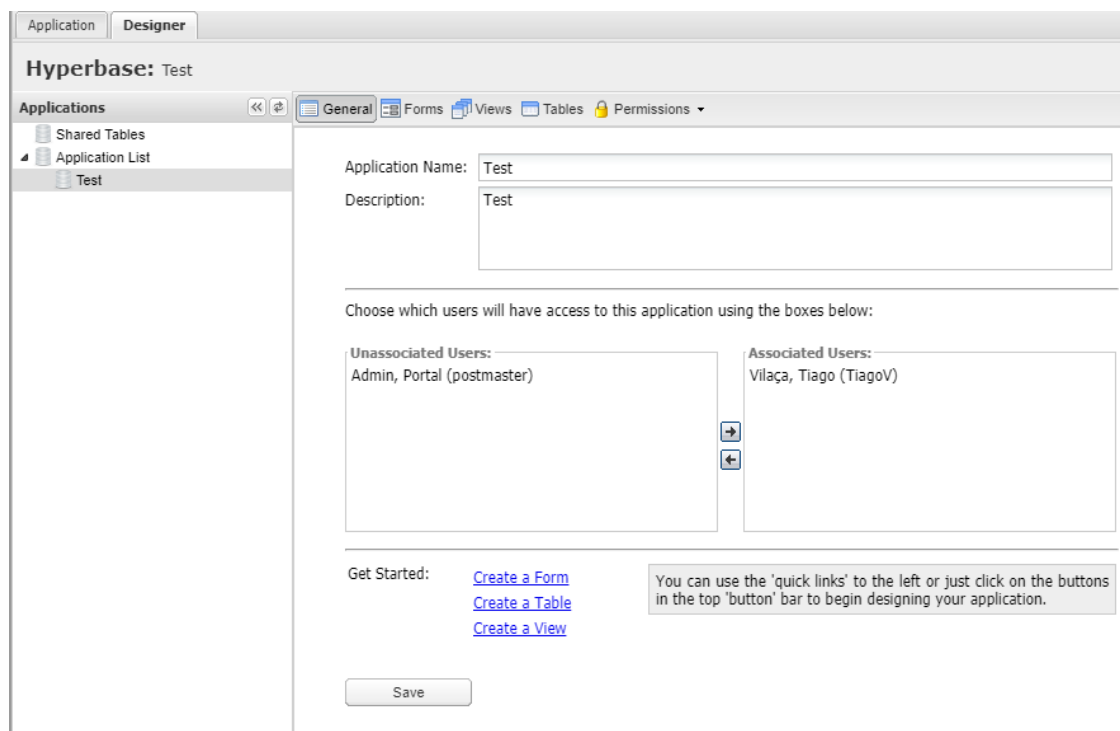 Application Designer
Hyperbase: Test
Applications
General Forms Views Tables Permissions
Shared Tables
Application List
Test
Application Name: Test
Description: Test
Choose which users will have access to this application using the boxes below:
Unassociated Users:
Admin, Portal (postmaster)
Associated Users:
Vilaça, Tiago (TiagoV)
Get Started:
Create a Form
Create a Table
Create a View
You can use the 'quick links' to the left or just click on the buttons
in the top 'button' bar to begin designing your application.
Save